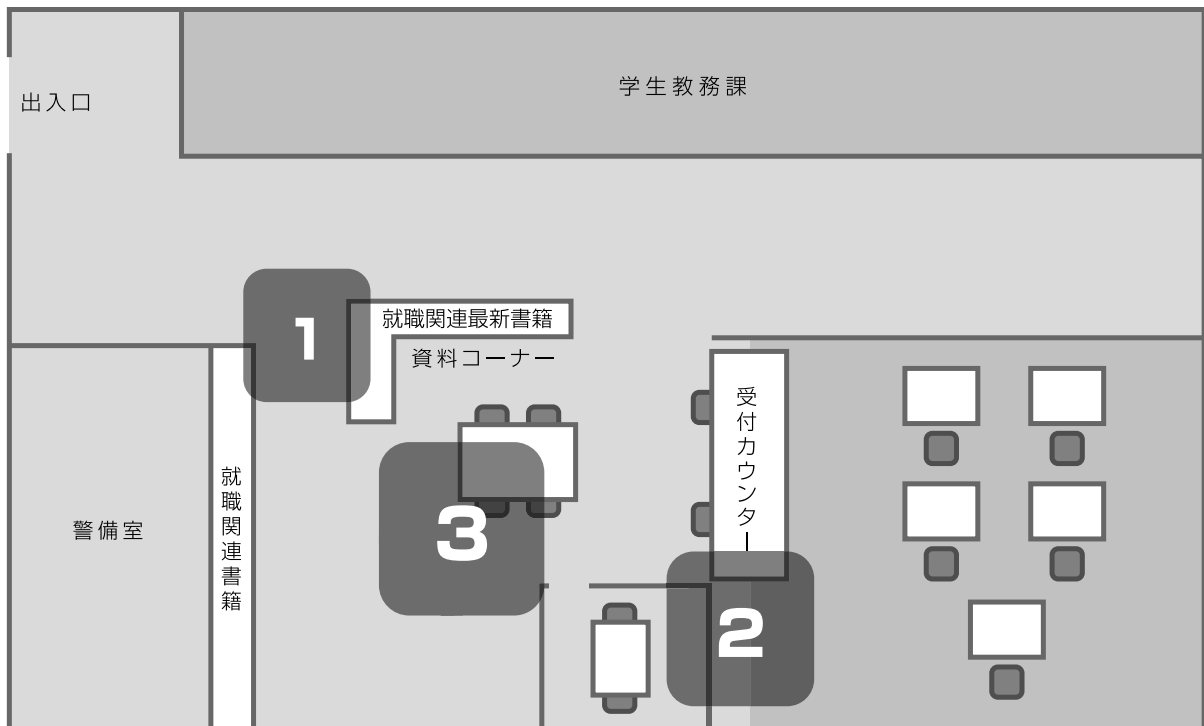 学生教務課
出入口
就職関連最新書籍
1
資料コーナー
受付カウンター
就職関連書籍
警備室
3
2